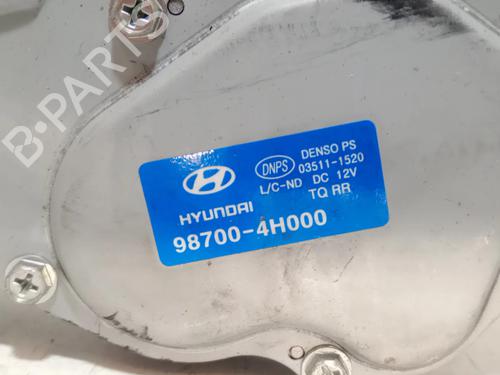 B-PARTS
HYUNDAI
98700-4H000
DNPS
DENSO PS
03511-1520
L/C-ND DC 12V
TQ RR